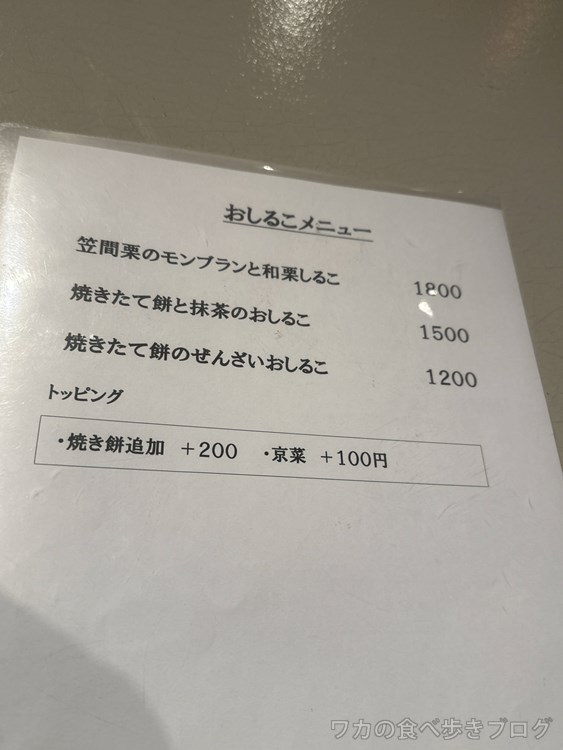 おしるこメニュー
笠間栗のモンブランと和栗しるこ 1800
焼きたて餅と抹茶のおしるこ 1500
焼きたて餅のぜんざいおしるこ 1200
トッピング
・焼き餅追加 +200 ・京菜 +100円
ワカの食べ歩きブログ